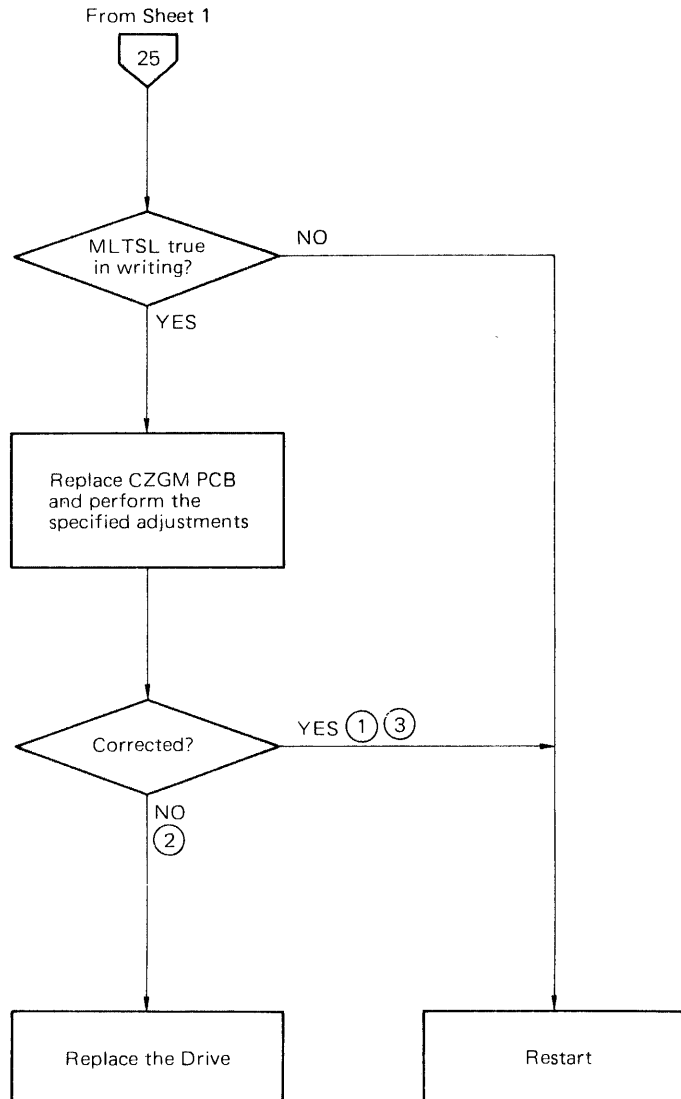 From Sheet 1
25
MLTSL true
in writing?
NO
YES
Replace CZGM PCB
and perform the
specified adjustments
Corrected?
YES ① ③
NO
②
Replace the Drive
Restart